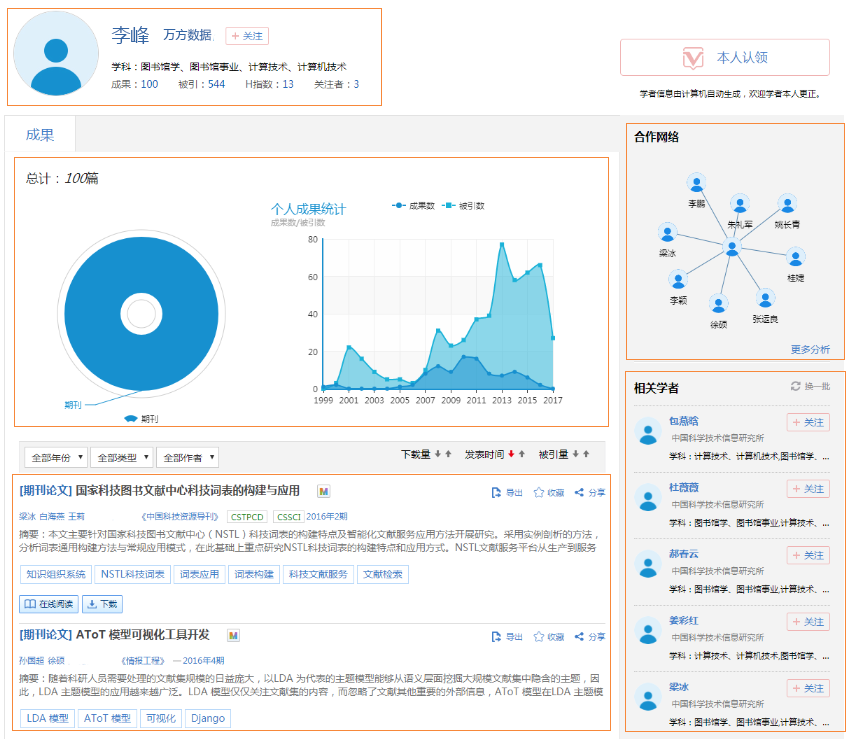 李峰 万方数据 + 关注
学科：图书馆学、图书馆事业、计算技术、计算机技术
成果：100 被引：544 H指数：13 关注者：3
本人认领
学者信息由计算机自动生成，欢迎学者本人更正。
成果
总计：100篇
个人成果统计
成果数/被引数
成果数 被引数
80
60
40
20
0
1999 2001 2003 2005 2007 2009 2011 2013 2015 2017
期刊
期刊
合作网络
李鹏
朱礼军
姚长青
梁冰
桂婕
李颖
徐硕
张运良
更多分析
全部年份 全部类型 全部作者
下载量 发表时间 被引量
[期刊论文] 国家科技图书文献中心科技词表的构建与应用 M
导出 收藏 分享
梁冰 白海燕 王莉 《中国科技资源导刊》 CSTPCD CSSCI 2016年2期
摘要：本文主要针对国家科技图书文献中心（NSTL）科技词表的构建特点及智能化文献服务应用方法开展研究。采用实例剖析的方法，
分析词表通用构建方法与常规应用模式，在此基础上重点研究NSTL科技词表的构建特点和应用方式。NSTL文献服务平台从生产到服务
知识组织系统 NSTL科技词表 词表应用 词表构建 科技文献服务 文献检索
在线阅读 下载
[期刊论文] AToT 模型可视化工具开发 M
导出 收藏 分享
孙国超 徐硕 《情报工程》 —2016年4期
摘要：随着科研人员需要处理的文献集规模的日益庞大，以LDA 为代表的主题模型能够从语义层面挖掘大规模文献集中隐含的主题，因
此，LDA 主题模型的应用越来越广泛。LDA 模型仅仅关注文献集的内容，而忽略了文献其他重要的外部信息，AToT 模型在LDA 主题模
LDA 模型 AToT 模型 可视化 Django
相关学者 换一批
包燕晗 + 关注
中国科学技术信息研究所
学科：计算技术、计算机技术,图书馆学、...
杜薇薇 + 关注
中国科学技术信息研究所
学科：图书馆学、图书馆事业,计算技术、...
郝春云 + 关注
中国科学技术信息研究所
学科：图书馆学、图书馆事业,计算技术、...
姜彩红 + 关注
中国科学技术信息研究所
学科：计算技术、计算机技术,图书馆学、...
梁冰 + 关注
中国科学技术信息研究所
学科：图书馆学、图书馆事业,计算技术、...